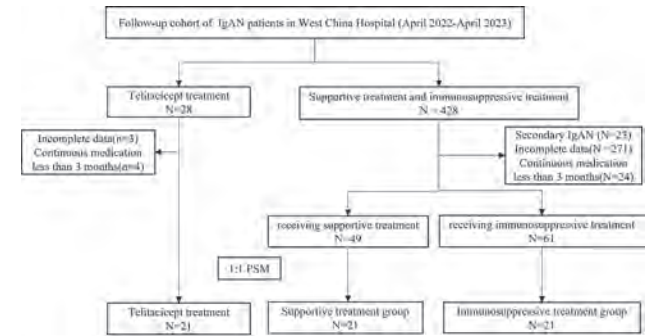 Follow-up cohort of IgAN patients in West China Hospital (April 2022-April 2023)
Telitacicept treatment
N=28
Supportive treatment and immunosuppressive treatment
N = 428
Incomplete data(n=3)
Continuous medication
less than 3 months(n=4)
Secondary IgAN (N=23)
Incomplete data(N =271)
Continuous medication
less than 3 months(N=24)
receiving supportive treatment
N=49
receiving immunosuppressive treatment
N=61
1:1 PSM
Telitacicept treatment
N=21
Supportive treatment group
N=21
Immunosuppressive treatment group
N=21